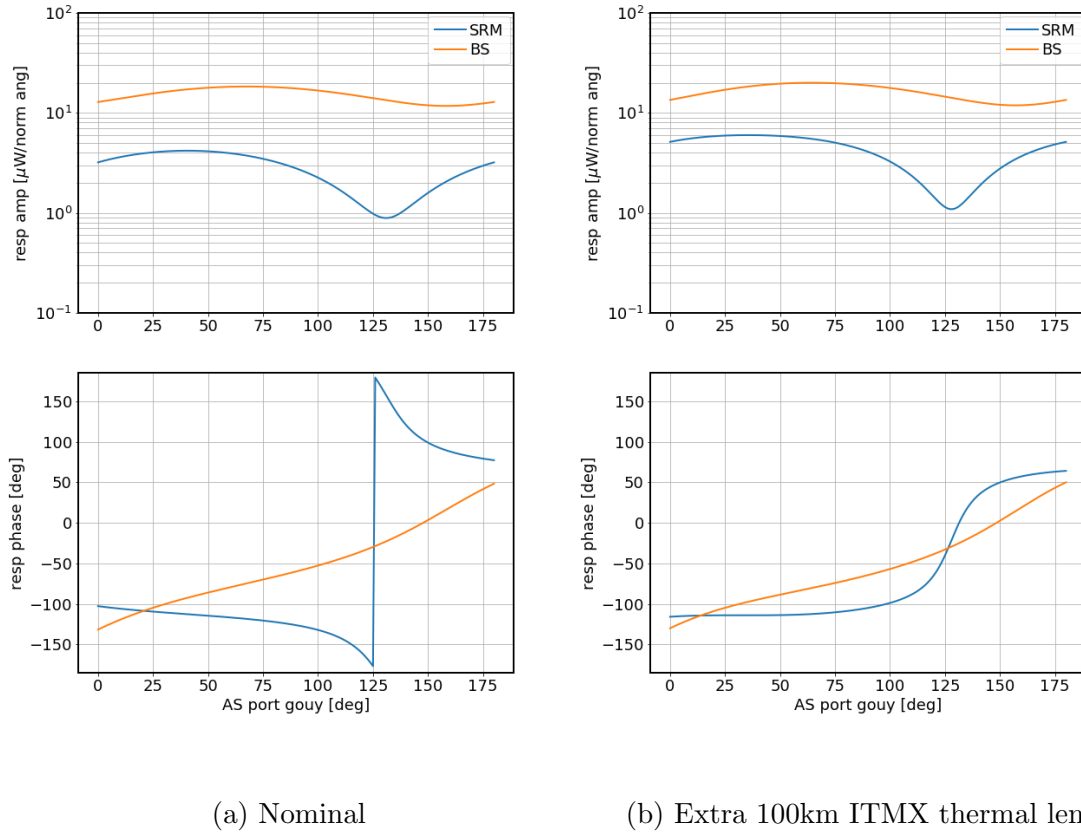 10²
10¹
10⁰
10⁻¹
resp amp [μW/norm ang]
SRM
BS
0 25 50 75 100 125 150 175
150
100
50
0
−50
−100
−150
resp phase [deg]
0 25 50 75 100 125 150 175
AS port gouy [deg]
(a) Nominal
10²
10¹
10⁰
10⁻¹
resp amp [μW/norm ang]
SRM
BS
0 25 50 75 100 125 150 175
150
100
50
0
−50
−100
−150
resp phase [deg]
0 25 50 75 100 125 150 175
AS port gouy [deg]
(b) Extra 100km ITMX thermal len